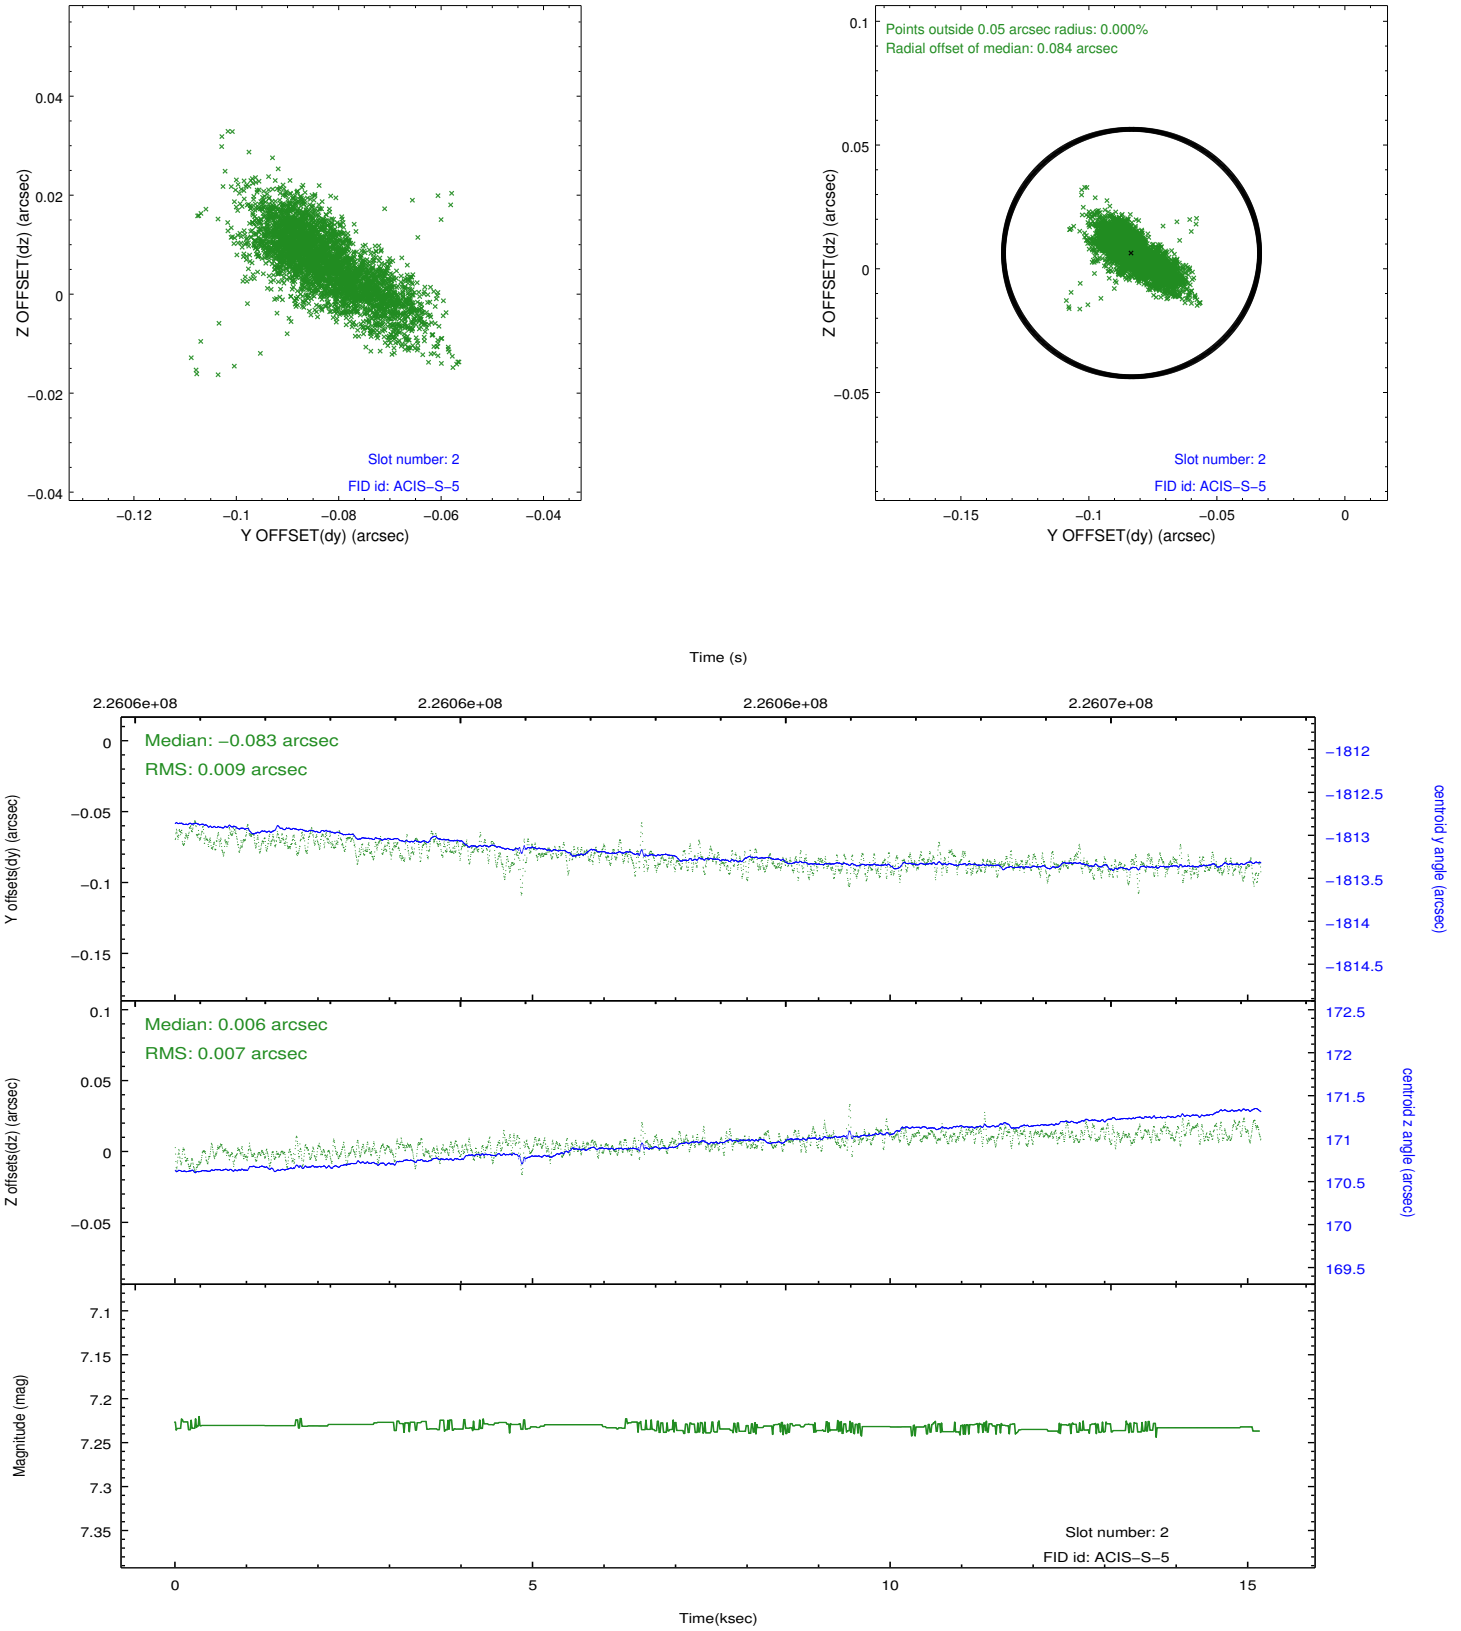 0.04
0.02
0
−0.02
−0.04
Z OFFSET(dz) (arcsec)
Slot number: 2
FID id: ACIS−S−5
−0.12 −0.1 −0.08 −0.06 −0.04
Y OFFSET(dy) (arcsec)
Points outside 0.05 arcsec radius: 0.000%
Radial offset of median: 0.084 arcsec
0.1
0.05
0
−0.05
Z OFFSET(dz) (arcsec)
Slot number: 2
FID id: ACIS−S−5
−0.15 −0.1 −0.05 0
Y OFFSET(dy) (arcsec)
Time (s)
2.2606e+08 2.2606e+08 2.2606e+08 2.2607e+08
Median: −0.083 arcsec
RMS: 0.009 arcsec
0
−0.05
−0.1
−0.15
Y offsets(dy) (arcsec)
−1812
−1812.5
−1813
−1813.5
−1814
−1814.5
centroid y angle (arcsec)
Median: 0.006 arcsec
RMS: 0.007 arcsec
0.1
0.05
0
−0.05
Z offsets(dz) (arcsec)
172.5
172
171.5
171
170.5
170
169.5
centroid z angle (arcsec)
7.1
7.15
7.2
7.25
7.3
7.35
Magnitude (mag)
Slot number: 2
FID id: ACIS−S−5
0 5 10 15
Time(ksec)